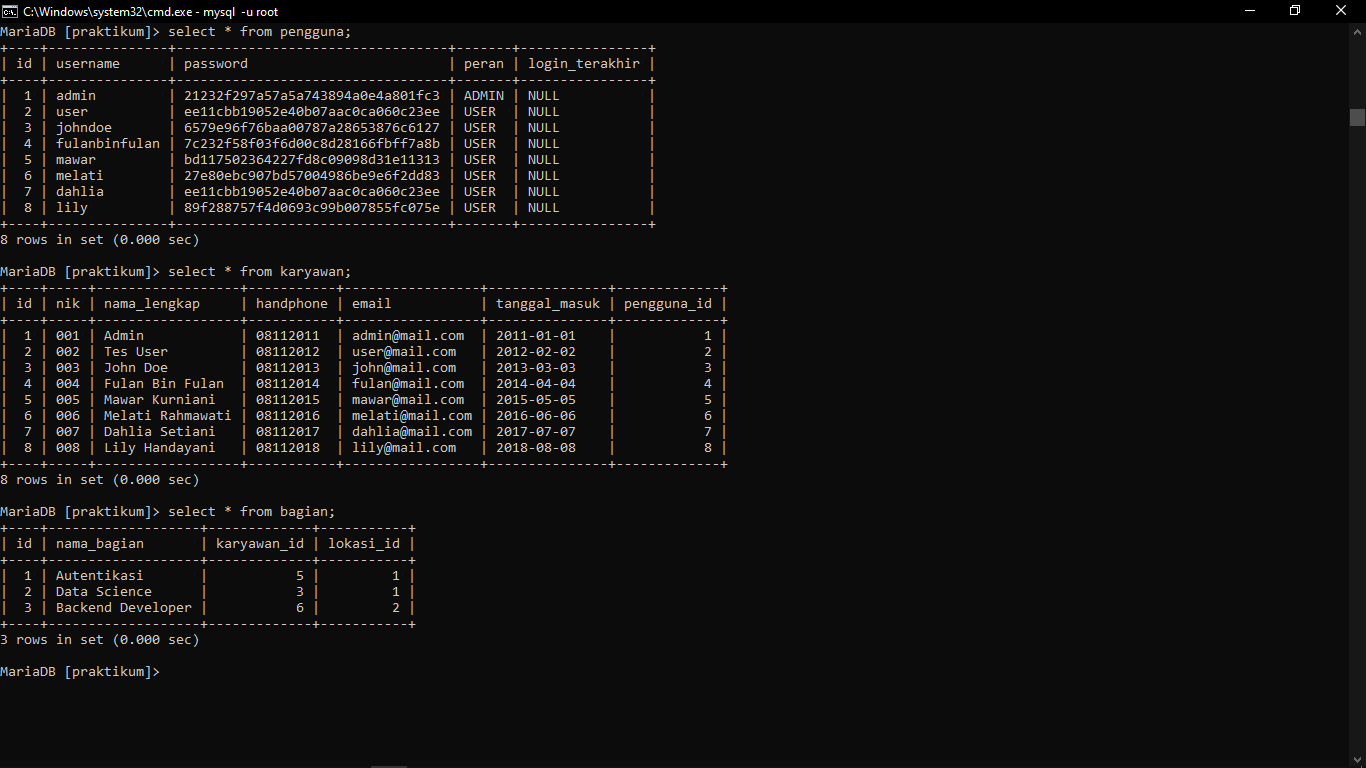 C:\Windows\system32\cmd.exe - mysql  -u root
MariaDB [praktikum]> select * from pengguna;
+----+---------------+----------------------------------+-------+----------------+
| id | username      | password                         | peran | login_terakhir |
+----+---------------+----------------------------------+-------+----------------+
|  1 | admin         | 21232f297a57a5a743894a0e4a801fc3 | ADMIN | NULL           |
|  2 | user          | ee11cbb19052e40b07aac0ca060c23ee | USER  | NULL           |
|  3 | johndoe       | 6579e96f76baa00787a28653876c6127 | USER  | NULL           |
|  4 | fulanbinfulan | 7c232f58f03f6d00c8d28166fbff7a8b | USER  | NULL           |
|  5 | mawar         | bd117502364227fd8c09098d31e11313 | USER  | NULL           |
|  6 | melati        | 27e80ebc907bd57004986be9e6f2dd83 | USER  | NULL           |
|  7 | dahlia        | ee11cbb19052e40b07aac0ca060c23ee | USER  | NULL           |
|  8 | lily          | 89f288757f4d0693c99b007855fc075e | USER  | NULL           |
+----+---------------+----------------------------------+-------+----------------+
8 rows in set (0.000 sec)
MariaDB [praktikum]> select * from karyawan;
+----+-----+------------------+-----------+-----------------+---------------+-------------+
| id | nik | nama_lengkap     | handphone | email           | tanggal_masuk | pengguna_id |
+----+-----+------------------+-----------+-----------------+---------------+-------------+
|  1 | 001 | Admin            | 08112011  | admin@mail.com  | 2011-01-01    |           1 |
|  2 | 002 | Tes User         | 08112012  | user@mail.com   | 2012-02-02    |           2 |
|  3 | 003 | John Doe         | 08112013  | john@mail.com   | 2013-03-03    |           3 |
|  4 | 004 | Fulan Bin Fulan  | 08112014  | fulan@mail.com  | 2014-04-04    |           4 |
|  5 | 005 | Mawar Kurniani   | 08112015  | mawar@mail.com  | 2015-05-05    |           5 |
|  6 | 006 | Melati Rahmawati | 08112016  | melati@mail.com | 2016-06-06    |           6 |
|  7 | 007 | Dahlia Setiani   | 08112017  | dahlia@mail.com | 2017-07-07    |           7 |
|  8 | 008 | Lily Handayani   | 08112018  | lily@mail.com   | 2018-08-08    |           8 |
+----+-----+------------------+-----------+-----------------+---------------+-------------+
8 rows in set (0.000 sec)
MariaDB [praktikum]> select * from bagian;
+----+-------------------+-------------+-----------+
| id | nama_bagian       | karyawan_id | lokasi_id |
+----+-------------------+-------------+-----------+
|  1 | Autentikasi       |           5 |         1 |
|  2 | Data Science      |           3 |         1 |
|  3 | Backend Developer |           6 |         2 |
+----+-------------------+-------------+-----------+
3 rows in set (0.000 sec)
MariaDB [praktikum]>